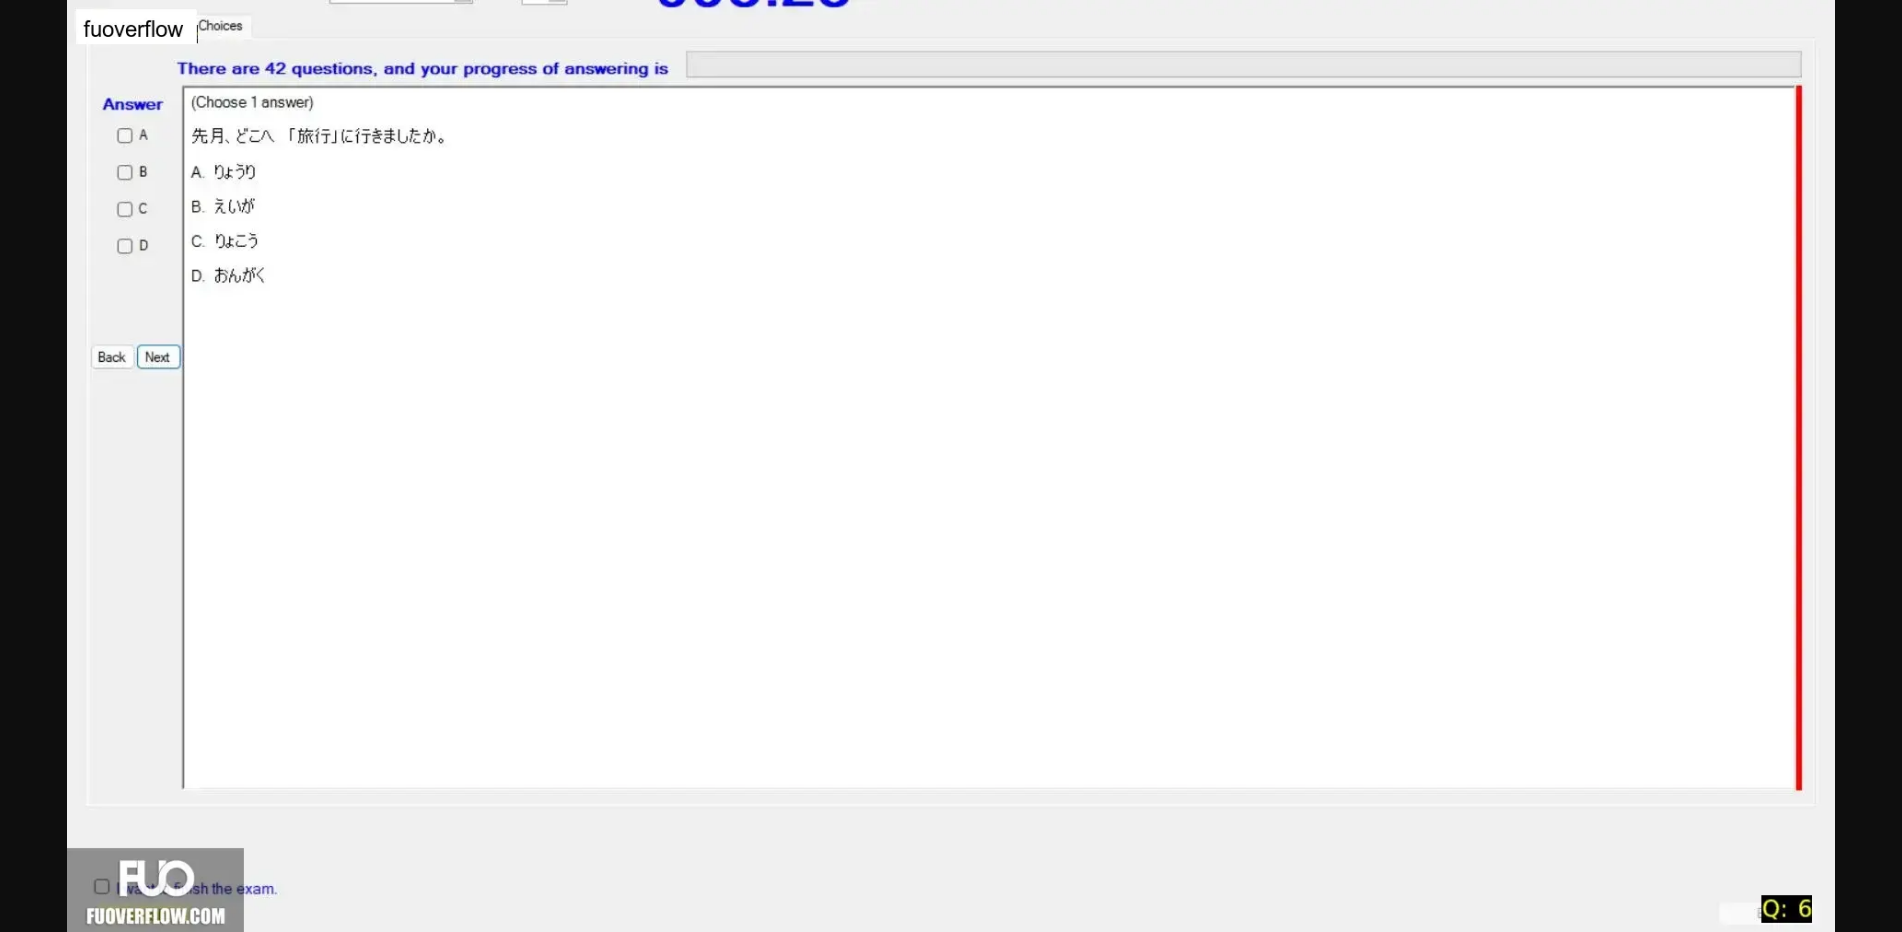 fuoverflow
Choices
There are 42 questions, and your progress of answering is
Answer
(Choose 1 answer)
A
先月、どこへ 「旅行」に行きましたか。
B
A. りょうり
C
B. えいが
D
C. りょこう
D. おんがく
Back
Next
FUO
I want finish the exam.
FUOVERFLOW.COM
Q: 6